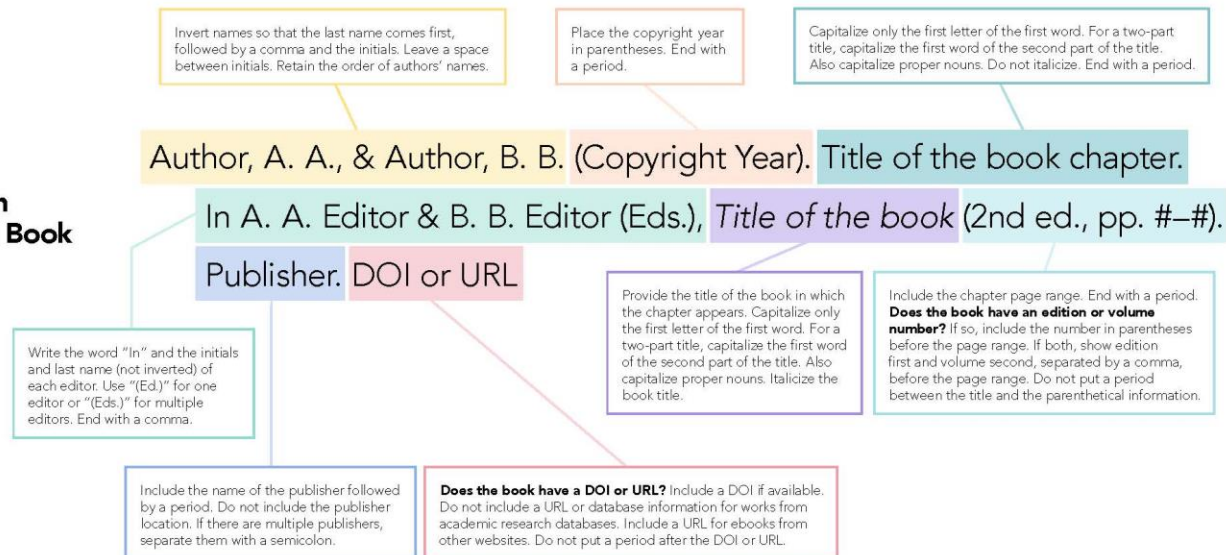 Invert names so that the last name comes first,
followed by a comma and the initials. Leave a space
between initials. Retain the order of authors' names.
Place the copyright year
in parentheses. End with
a period.
Capitalize only the first letter of the first word. For a two-part
title, capitalize the first word of the second part of the title.
Also capitalize proper nouns. Do not italicize. End with a period.
Author, A. A., & Author, B. B. (Copyright Year). Title of the book chapter.
In A. A. Editor & B. B. Editor (Eds.), Title of the book (2nd ed., pp. #–#).
Publisher. DOI or URL
Book
Write the word "In" and the initials
and last name (not inverted) of
each editor. Use "(Ed.)" for one
editor or "(Eds.)" for multiple
editors. End with a comma.
Provide the title of the book in which
the chapter appears. Capitalize only
the first letter of the first word. For a
two-part title, capitalize the first word
of the second part of the title. Also
capitalize proper nouns. Italicize the
book title.
Include the chapter page range. End with a period.
Does the book have an edition or volume
number? If so, include the number in parentheses
before the page range. If both, show edition
first and volume second, separated by a comma,
before the page range. Do not put a period
between the title and the parenthetical information.
Include the name of the publisher followed
by a period. Do not include the publisher
location. If there are multiple publishers,
separate them with a semicolon.
Does the book have a DOI or URL? Include a DOI if available.
Do not include a URL or database information for works from
academic research databases. Include a URL for ebooks from
other websites. Do not put a period after the DOI or URL.